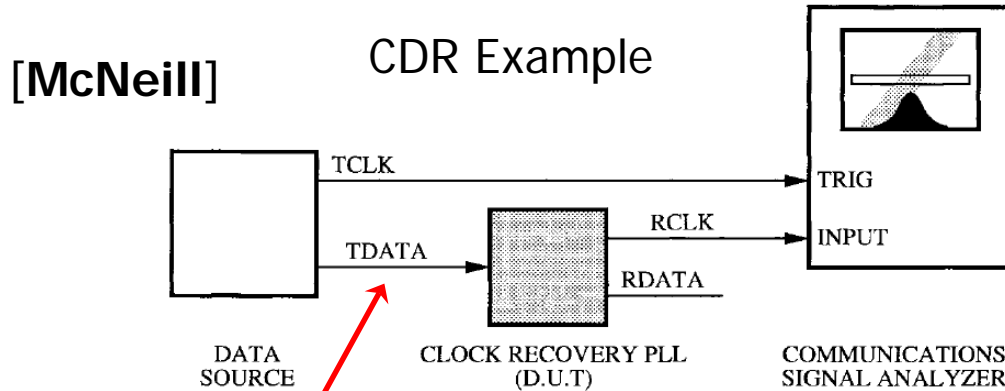 CDR Example
[McNeill]
TCLK
TRIG
TDATA
RCLK
INPUT
RDATA
DATA
SOURCE
CLOCK RECOVERY PLL
(D.U.T)
COMMUNICATIONS
SIGNAL ANALYZER